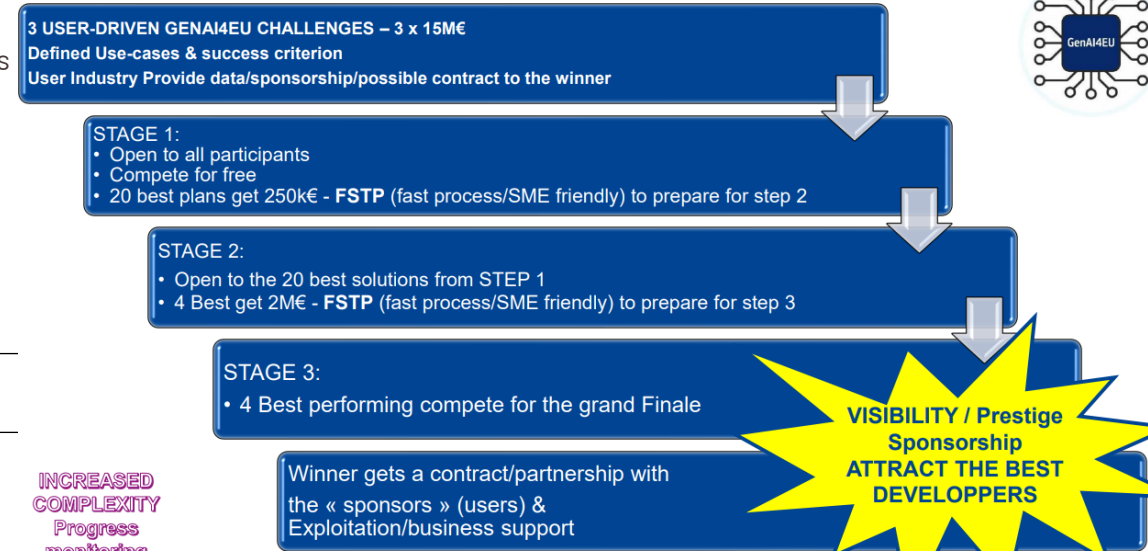 3 USER-DRIVEN GENAI4EU CHALLENGES – 3 x 15M€
Defined Use-cases & success criterion
User Industry Provide data/sponsorship/possible contract to the winner
GenAI4EU
S
STAGE 1:
• Open to all participants
• Compete for free
• 20 best plans get 250k€ - FSTP (fast process/SME friendly) to prepare for step 2
STAGE 2:
• Open to the 20 best solutions from STEP 1
• 4 Best get 2M€ - FSTP (fast process/SME friendly) to prepare for step 3
STAGE 3:
• 4 Best performing compete for the grand Finale
VISIBILITY / Prestige
Sponsorship
ATTRACT THE BEST
DEVELOPPERS
Winner gets a contract/partnership with
the « sponsors » (users) &
Exploitation/business support
INCREASED
COMPLEXITY
Progress
monitoring